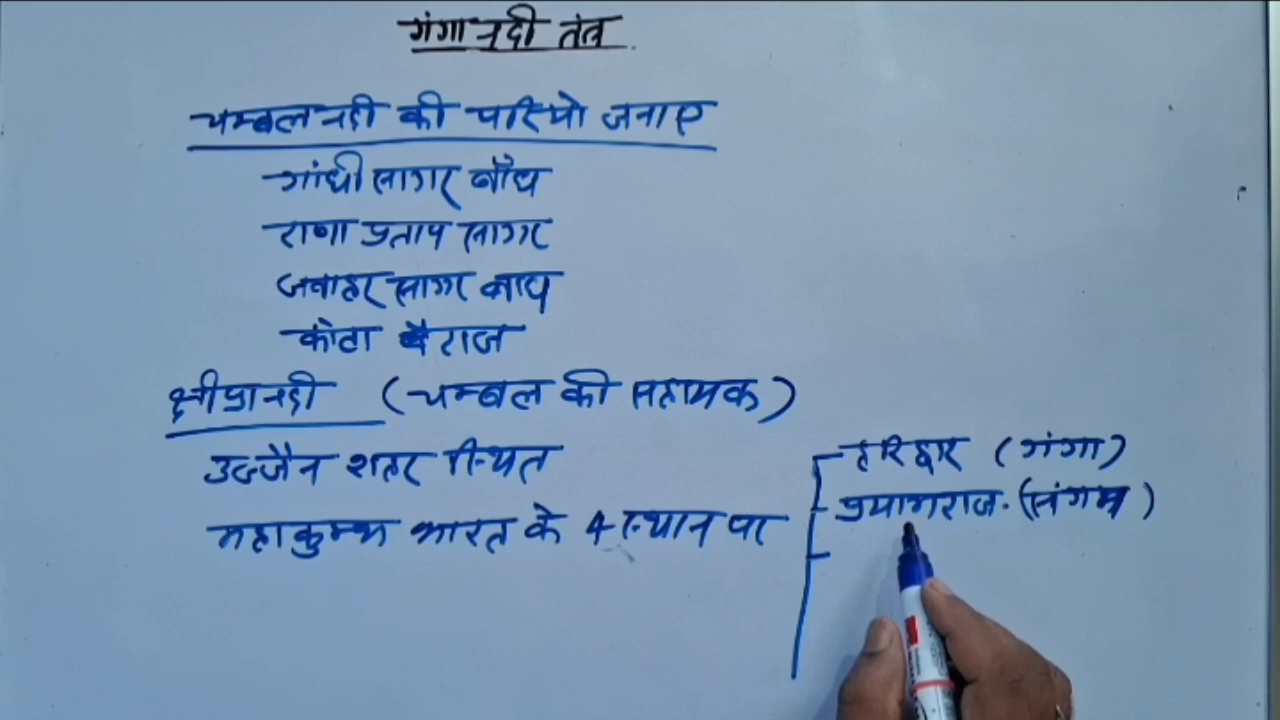 गंगा नदी तंत्र
चम्बल नदी की परियोजनाए
गांधी सागर बाँध
राणा प्रताप सागर
जवाहर सागर बाध
कोटा बैराज
क्षीप्रा नदी (चम्बल की सहायक)
उज्जैन शहर स्थित
महाकुम्भ भारत के 4 स्थान पर
हरिद्वार (गंगा)
प्रयागराज (संगम)